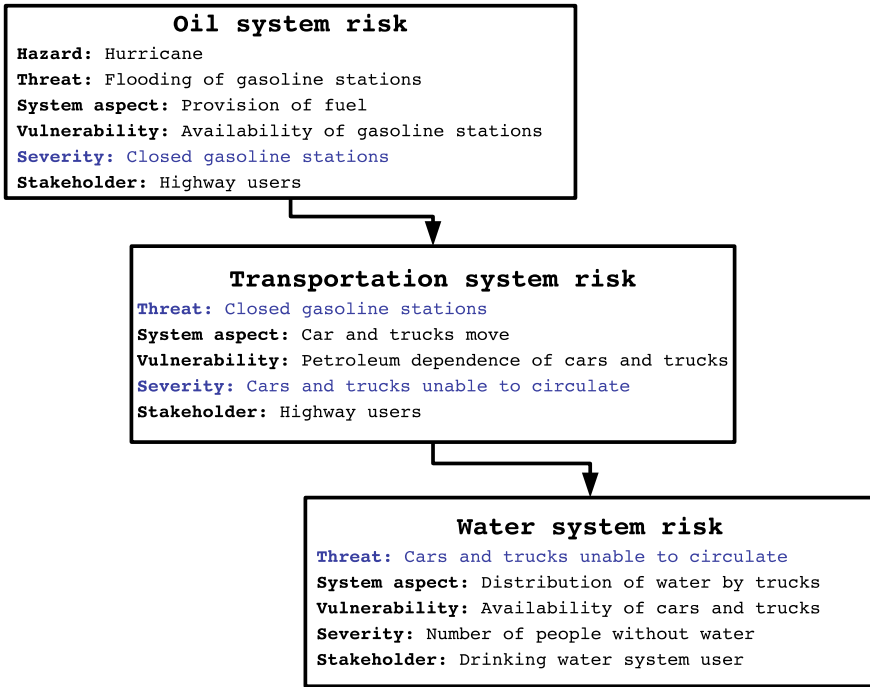 Oil system risk
Hazard: Hurricane
Threat: Flooding of gasoline stations
System aspect: Provision of fuel
Vulnerability: Availability of gasoline stations
Severity: Closed gasoline stations
Stakeholder: Highway users
Transportation system risk
Threat: Closed gasoline stations
System aspect: Car and trucks move
Vulnerability: Petroleum dependence of cars and trucks
Severity: Cars and trucks unable to circulate
Stakeholder: Highway users
Water system risk
Threat: Cars and trucks unable to circulate
System aspect: Distribution of water by trucks
Vulnerability: Availability of cars and trucks
Severity: Number of people without water
Stakeholder: Drinking water system user